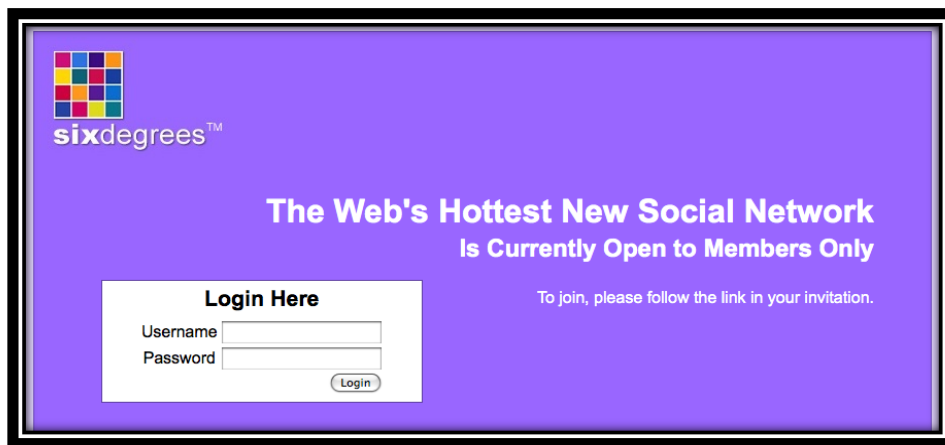 sixdegrees™
The Web's Hottest New Social Network
Is Currently Open to Members Only
To join, please follow the link in your invitation.
Login Here
Username
Password
Login